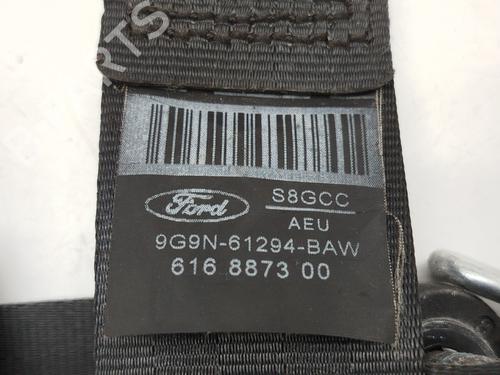 Ford
S8GCC
AEU
9G9N-61294-BAW
616 8873 00